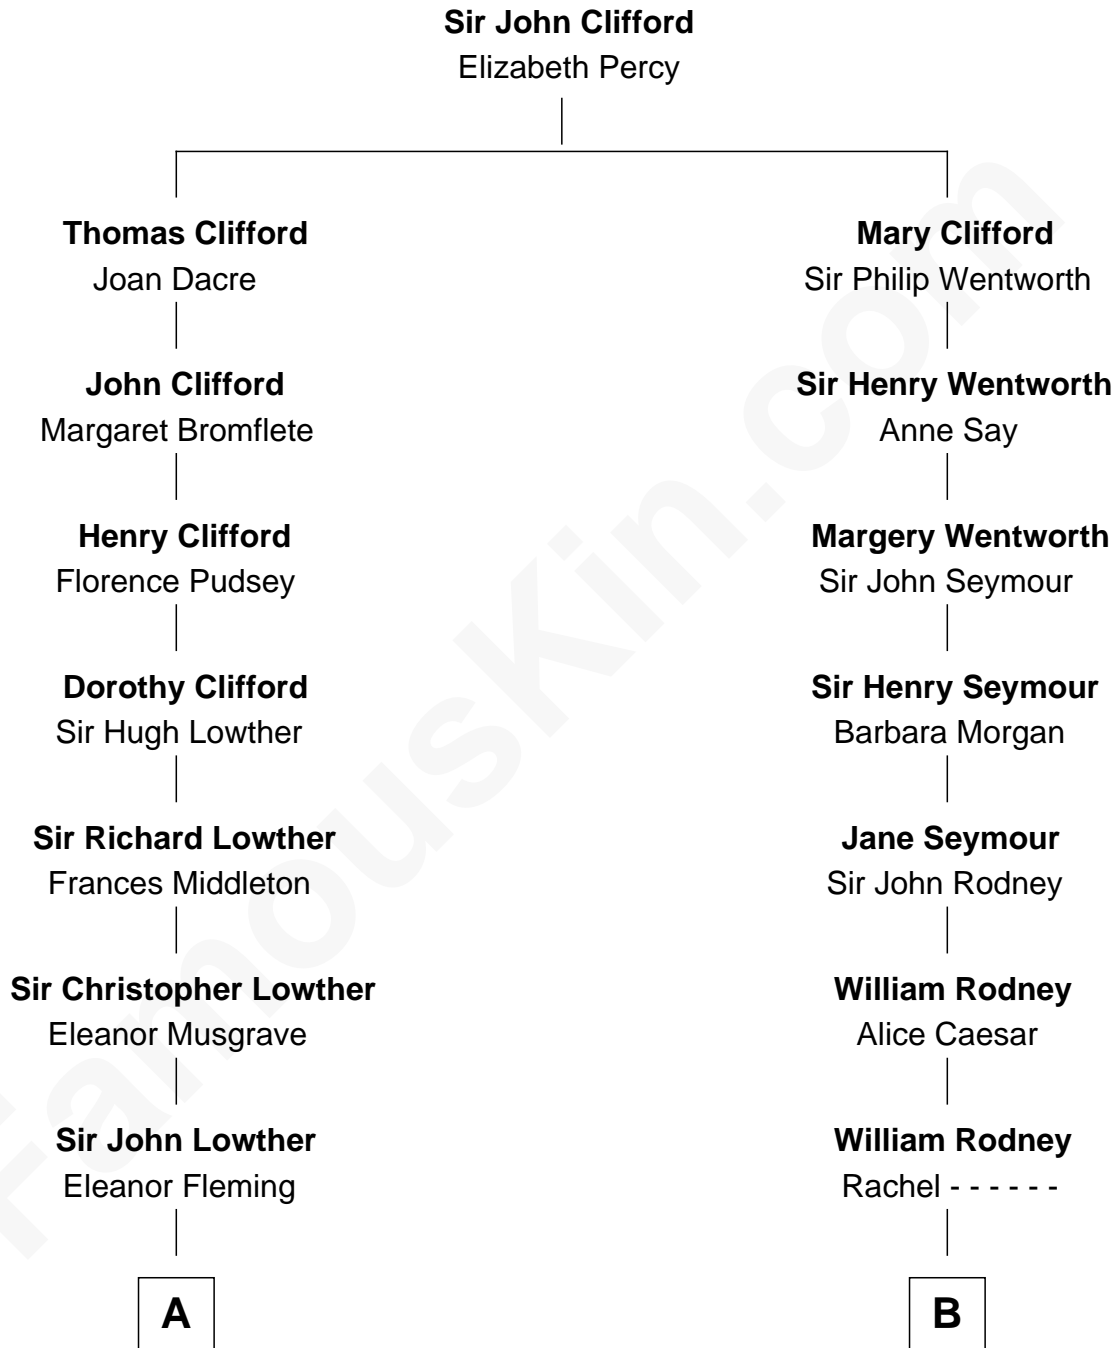 Sir John Clifford
Elizabeth Percy
Thomas Clifford
Joan Dacre
Mary Clifford
Sir Philip Wentworth
John Clifford
Margaret Bromflete
Sir Henry Wentworth
Anne Say
Henry Clifford
Florence Pudsey
Margery Wentworth
Sir John Seymour
Dorothy Clifford
Sir Hugh Lowther
Sir Henry Seymour
Barbara Morgan
Sir Richard Lowther
Frances Middleton
Jane Seymour
Sir John Rodney
Sir Christopher Lowther
Eleanor Musgrave
William Rodney
Alice Caesar
Sir John Lowther
Eleanor Fleming
William Rodney
Rachel - - - - - -
A
B
FamousKin.com